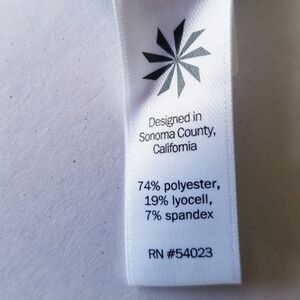 Designed in
Sonoma County,
California
74% polyester,
19% lyocell,
7% spandex
RN #54023